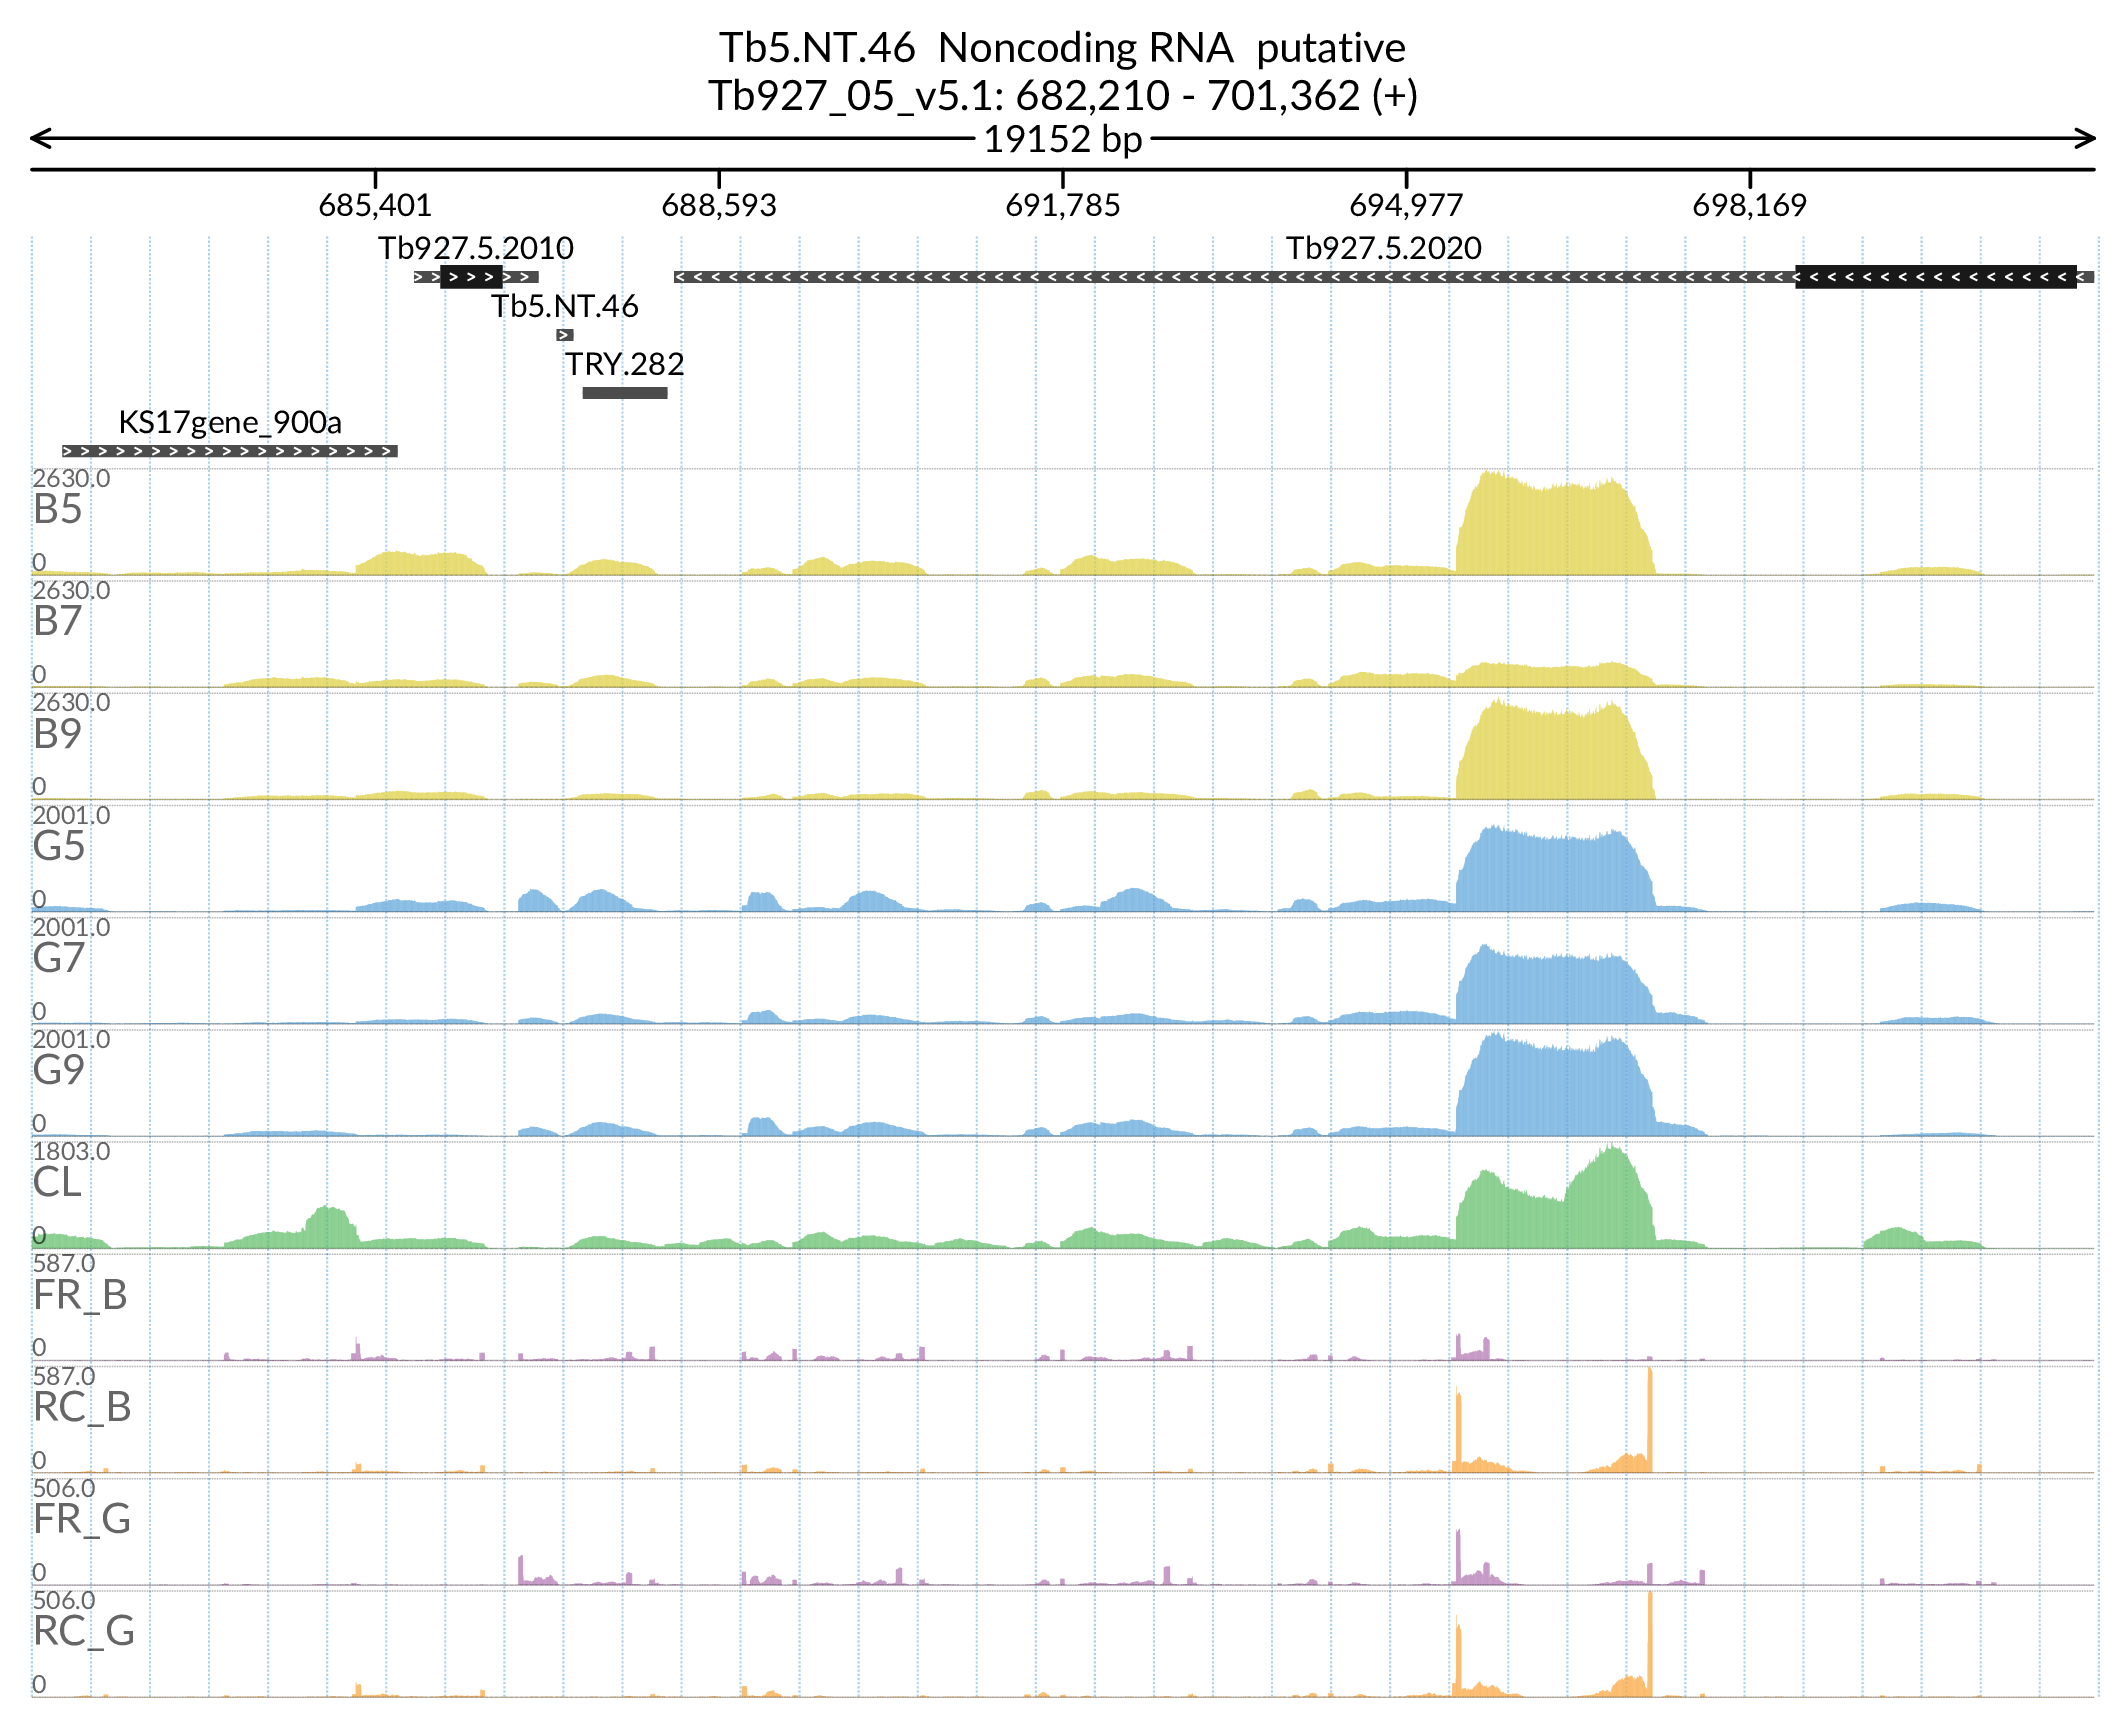 Tb5.NT.46  Noncoding RNA  putative
Tb927_05_v5.1: 682,210 - 701,362 (+)
19152 bp
685,401 688,593 691,785 694,977 698,169
Tb927.5.2010 Tb927.5.2020
Tb5.NT.46
TRY.282
KS17gene_900a
2630.0
B5
0
2630.0
B7
0
2630.0
B9
0
2001.0
G5
0
2001.0
G7
0
2001.0
G9
0
1803.0
CL
0
587.0
FR_B
0
587.0
RC_B
0
506.0
FR_G
0
506.0
RC_G
0